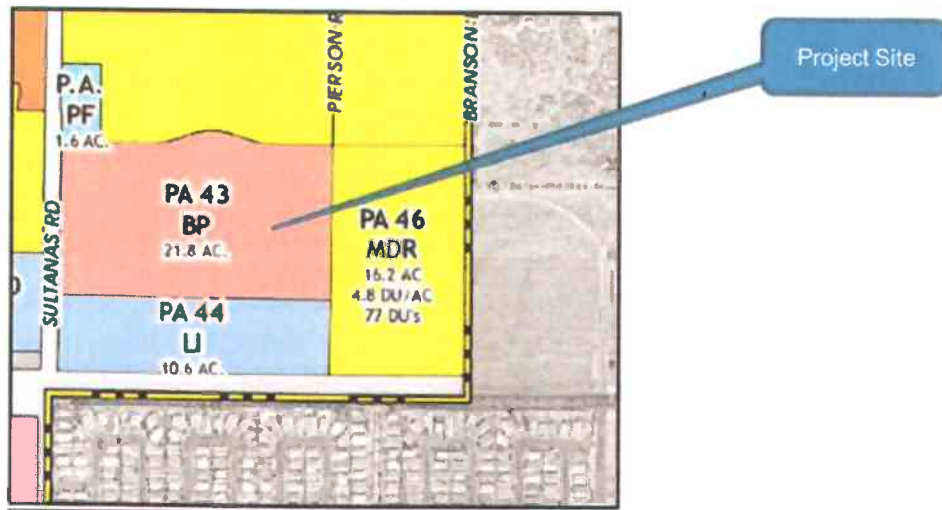 Project Site
P.A.
PF
1.6 AC.
PIERSON R
BRANSON
SULTANAS RD
PA 43
BP
21.8 AC.
PA 46
MDR
16.2 AC
4.8 DU/AC
77 DU's
PA 44
LI
10.6 AC.